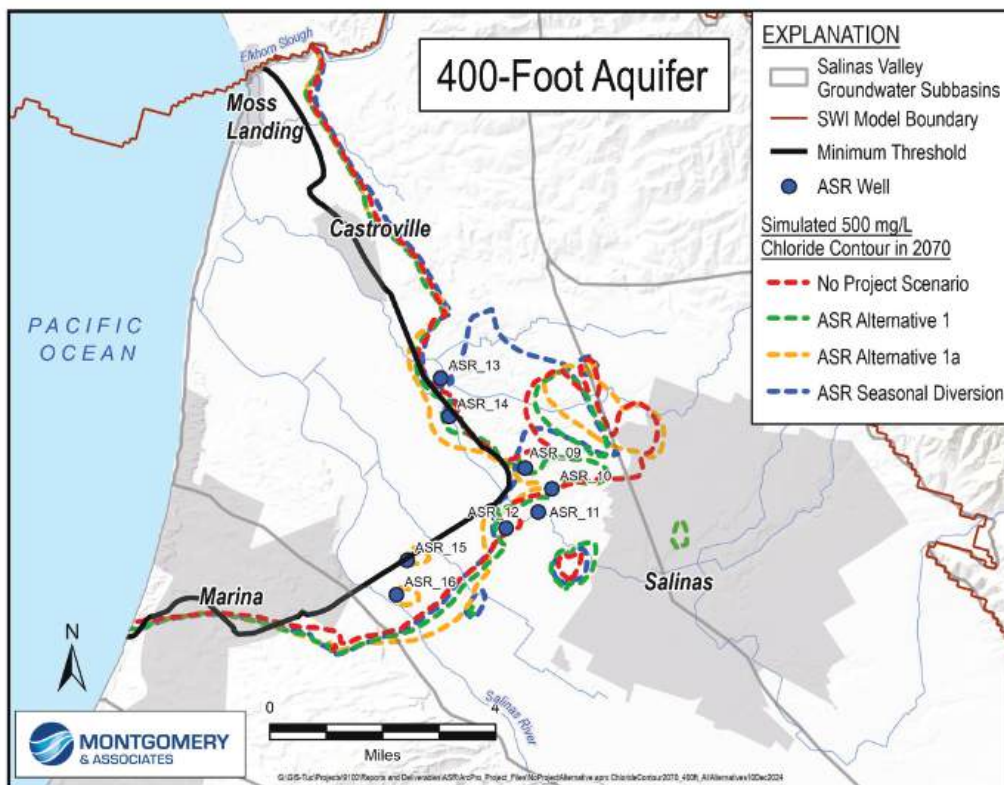 400-Foot Aquifer
Elkhorn Slough
Moss
Landing
Castroville
PACIFIC
OCEAN
ASR_13
ASR_14
ASR_09
ASR_10
ASR_11
ASR_12
ASR_15
ASR_16
Marina
Salinas
Salinas River
N
0
4
Miles
MONTGOMERY
& ASSOCIATES
EXPLANATION
Salinas Valley
Groundwater Subbasins
SWI Model Boundary
Minimum Threshold
ASR Well
Simulated 500 mg/L
Chloride Contour in 2070
No Project Scenario
ASR Alternative 1
ASR Alternative 1a
ASR Seasonal Diversion